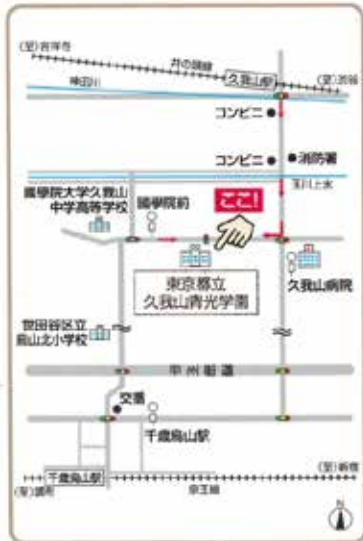 (至)吉祥寺
井の頭線
久我山駅
(至)渋谷
神田川
コンビニ
コンビニ
消防署
玉川上水
國學院大学久我山
中学高等学校
國學院前
ここ!
東京都立
久我山青光学園
久我山病院
世田谷区立
烏山北小学校
甲州街道
交番
千歳烏山駅
千歳烏山駅
(至)新宿
(至)調布
京王線
N